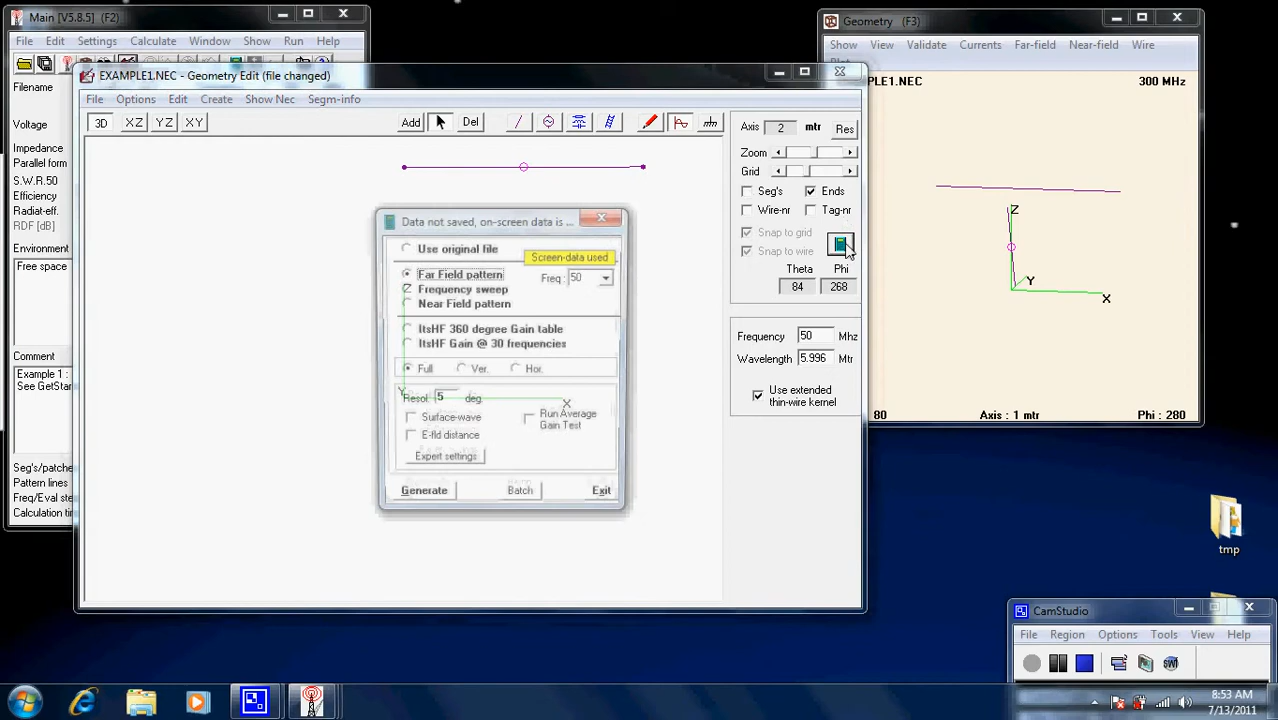 Main [V5.8.5] (F2)
File Edit Settings Calculate Window Show Run Help
Filename
Voltage
Impedance
Parallel form
S.W.R.50
Efficiency
Radiat-eff.
RDF [dB]
Environment
Free space
Comment
Example 1 :
See GetStar
Seg's/patches
Pattern lines
Freq/Eval ste
Calculation tim
EXAMPLE1.NEC - Geometry Edit (file changed)
File Options Edit Create Show Nec Segm-info
3D XZ YZ XY Add Del
Axis 2 mtr Res
Zoom
Grid
Seg's Ends
Wire-nr Tag-nr
Snap to grid
Snap to wire
Theta Phi
84 268
Frequency 50 Mhz
Wavelength 5.996 Mtr
Use extended
thin-wire kernel
Z
Y
X
Data not saved, on-screen data is ...
Use original file
Screen-data used
Far Field pattern
Freq : 50
Frequency sweep
Near Field pattern
ItsHF 360 degree Gain table
ItsHF Gain @ 30 frequencies
Full Ver. Hor.
Resol. 5 deg.
Surface-wave
Run Average
Gain Test
E-fld distance
Expert settings
Generate Batch Exit
Geometry (F3)
Show View Validate Currents Far-field Near-field Wire
Plot
PLE1.NEC 300 MHz
Z
Y
X
80 Axis : 1 mtr Phi : 280
tmp
CamStudio
File Region Options Tools View Help
SWF
8:53 AM
7/13/2011